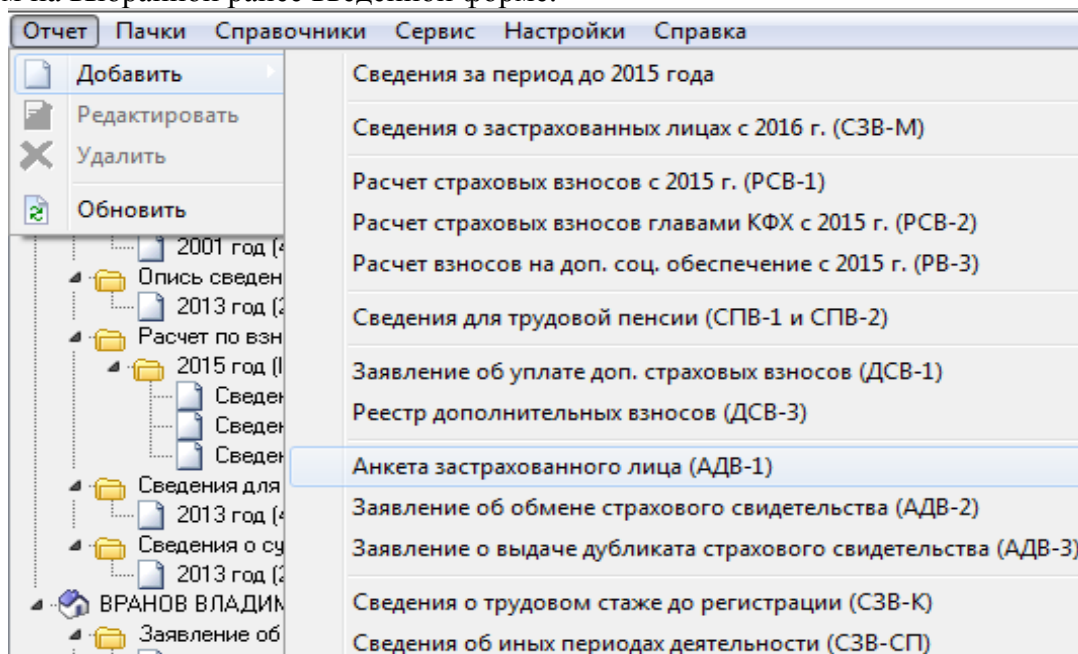 м на выбранной ранее введенной форме.
Отчет Пачки Справочники Сервис Настройки Справка
Добавить
Редактировать
Удалить
Обновить
Сведения за период до 2015 года
Сведения о застрахованных лицах с 2016 г. (СЗВ-М)
Расчет страховых взносов с 2015 г. (РСВ-1)
Расчет страховых взносов главами КФХ с 2015 г. (РСВ-2)
Расчет взносов на доп. соц. обеспечение с 2015 г. (РВ-3)
Сведения для трудовой пенсии (СПВ-1 и СПВ-2)
Заявление об уплате доп. страховых взносов (ДСВ-1)
Реестр дополнительных взносов (ДСВ-3)
Анкета застрахованного лица (АДВ-1)
Заявление об обмене страхового свидетельства (АДВ-2)
Заявление о выдаче дубликата страхового свидетельства (АДВ-3)
Сведения о трудовом стаже до регистрации (СЗВ-К)
Сведения об иных периодах деятельности (СЗВ-СП)
2001 год (
Опись сведен
2013 год (
Расчет по взн
2015 год (
Сведен
Сведен
Сведен
Сведения для
2013 год (
Сведения о су
2013 год (
ВРАНОВ ВЛАДИМ
Заявление об